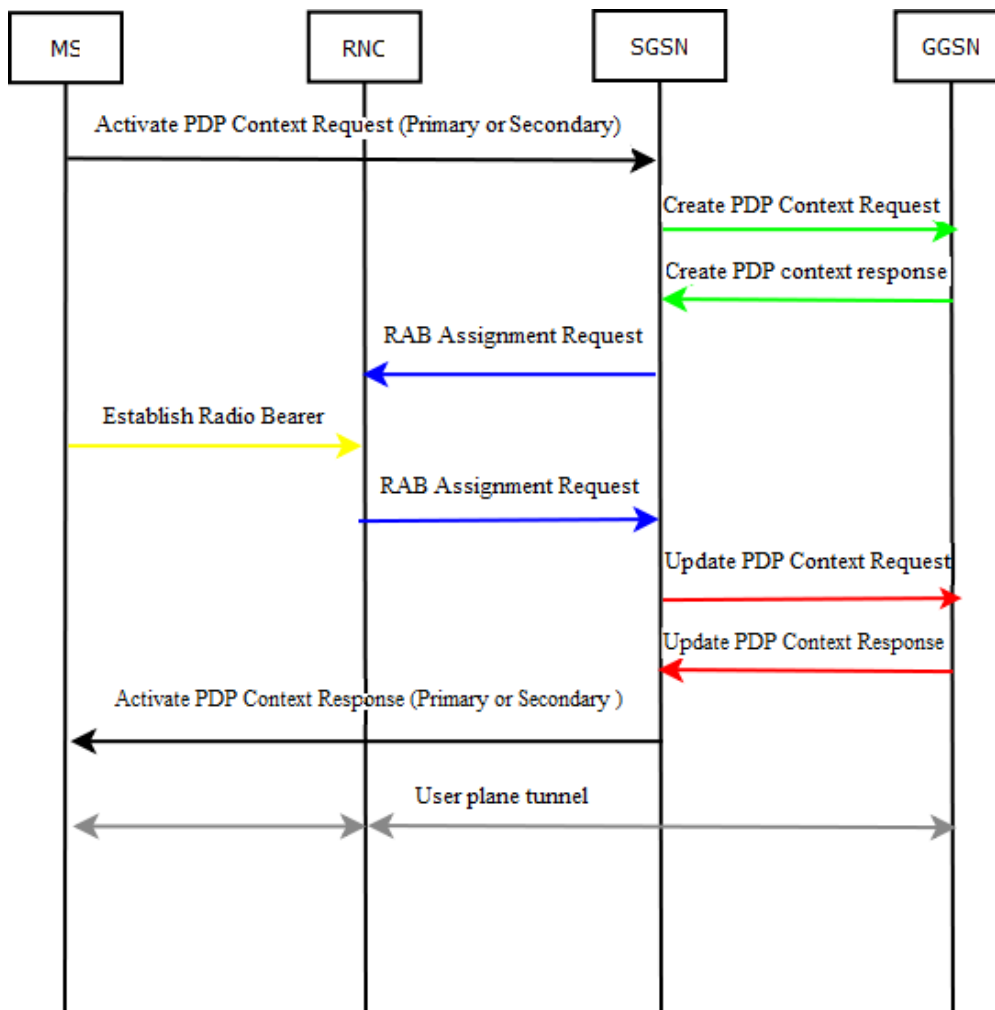 MS RNC SGSN GGSN
Activate PDP Context Request (Primary or Secondary)
Create PDP Context Request
Create PDP context response
RAB Assignment Request
Establish Radio Bearer
RAB Assignment Request
Update PDP Context Request
Update PDP Context Response
Activate PDP Context Response (Primary or Secondary )
User plane tunnel